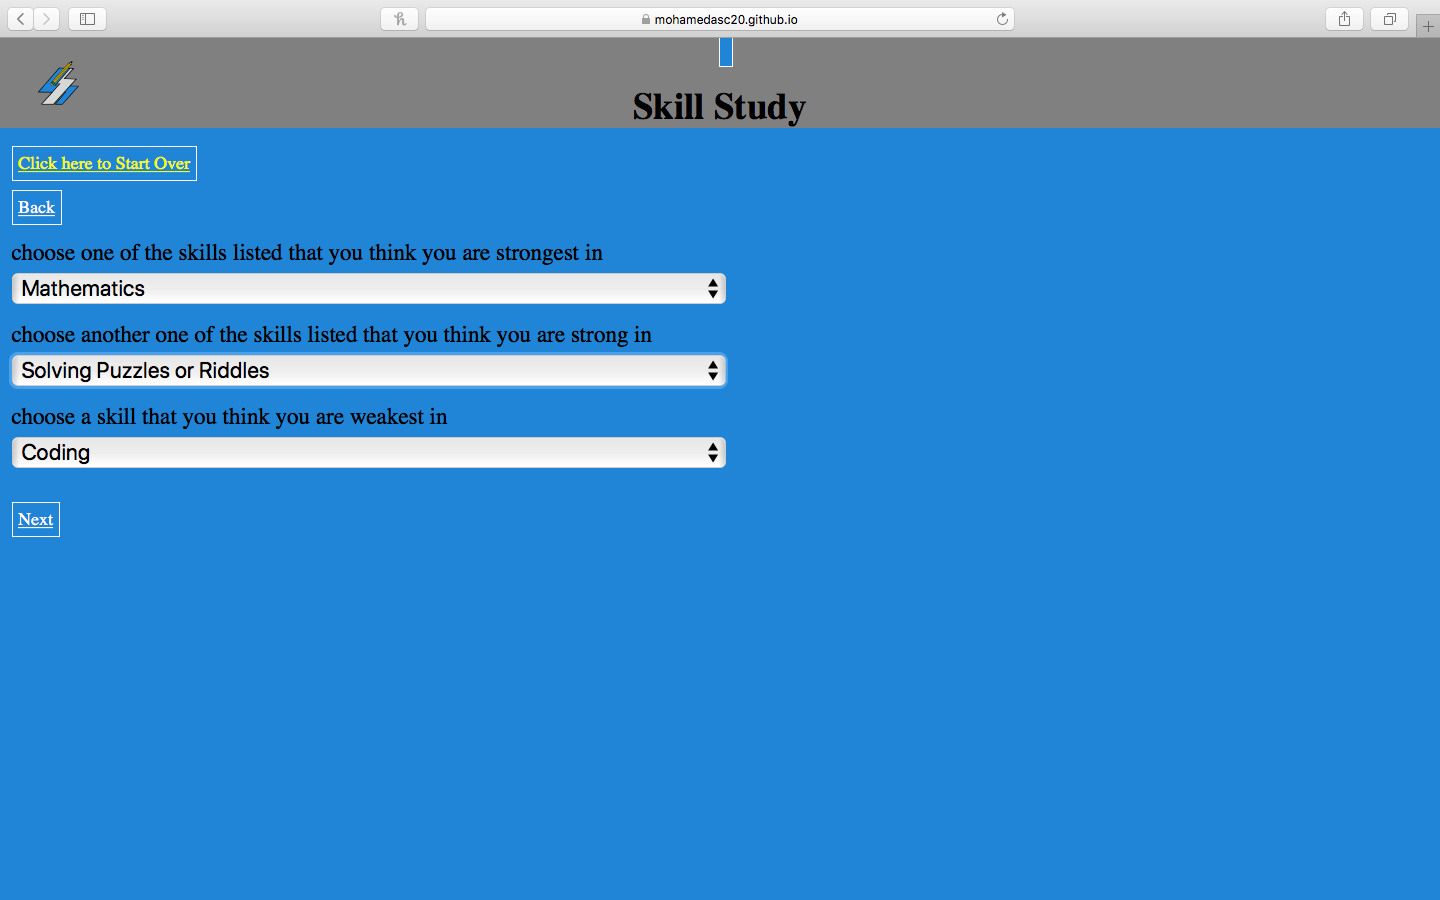 mohamedasc20.github.io
Skill Study
Click here to Start Over
Back
choose one of the skills listed that you think you are strongest in
Mathematics
choose another one of the skills listed that you think you are strong in
Solving Puzzles or Riddles
choose a skill that you think you are weakest in
Coding
Next